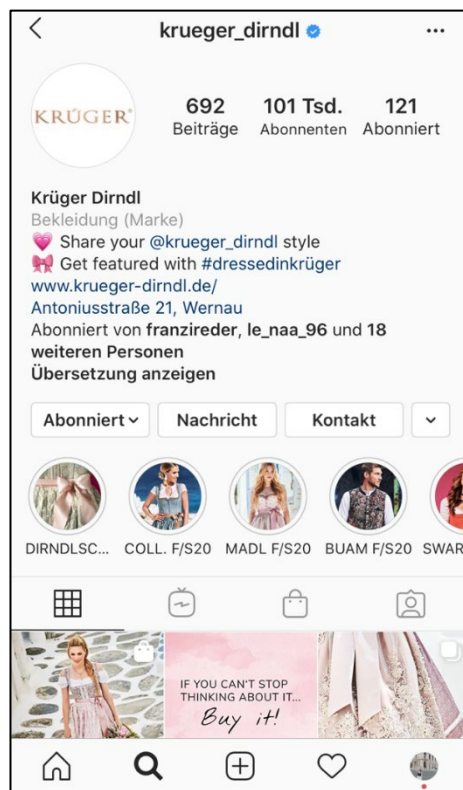 krueger_dirndl
KRÜGER®
692 101 Tsd. 121
Beiträge Abonnenten Abonniert
Krüger Dirndl
Bekleidung (Marke)
💗 Share your @krueger_dirndl style
🎀 Get featured with #dressedinkrüger
www.krueger-dirndl.de/
Antoniusstraße 21, Wernau
Abonniert von franzireder, le_naa_96 und 18
weiteren Personen
Übersetzung anzeigen
Abonniert Nachricht Kontakt
DIRNDLSC... COLL. F/S20 MADL F/S20 BUAM F/S20 SWAR
IF YOU CAN'T STOP
THINKING ABOUT IT...
Buy it!